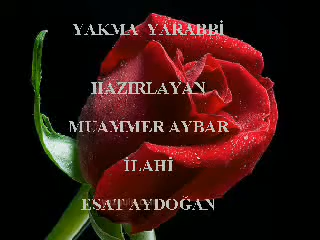 YAKMA YARABBİ
HAZIRLAYAN
MUAMMER AYBAR
İLAHİ
ESAT AYDOĞAN